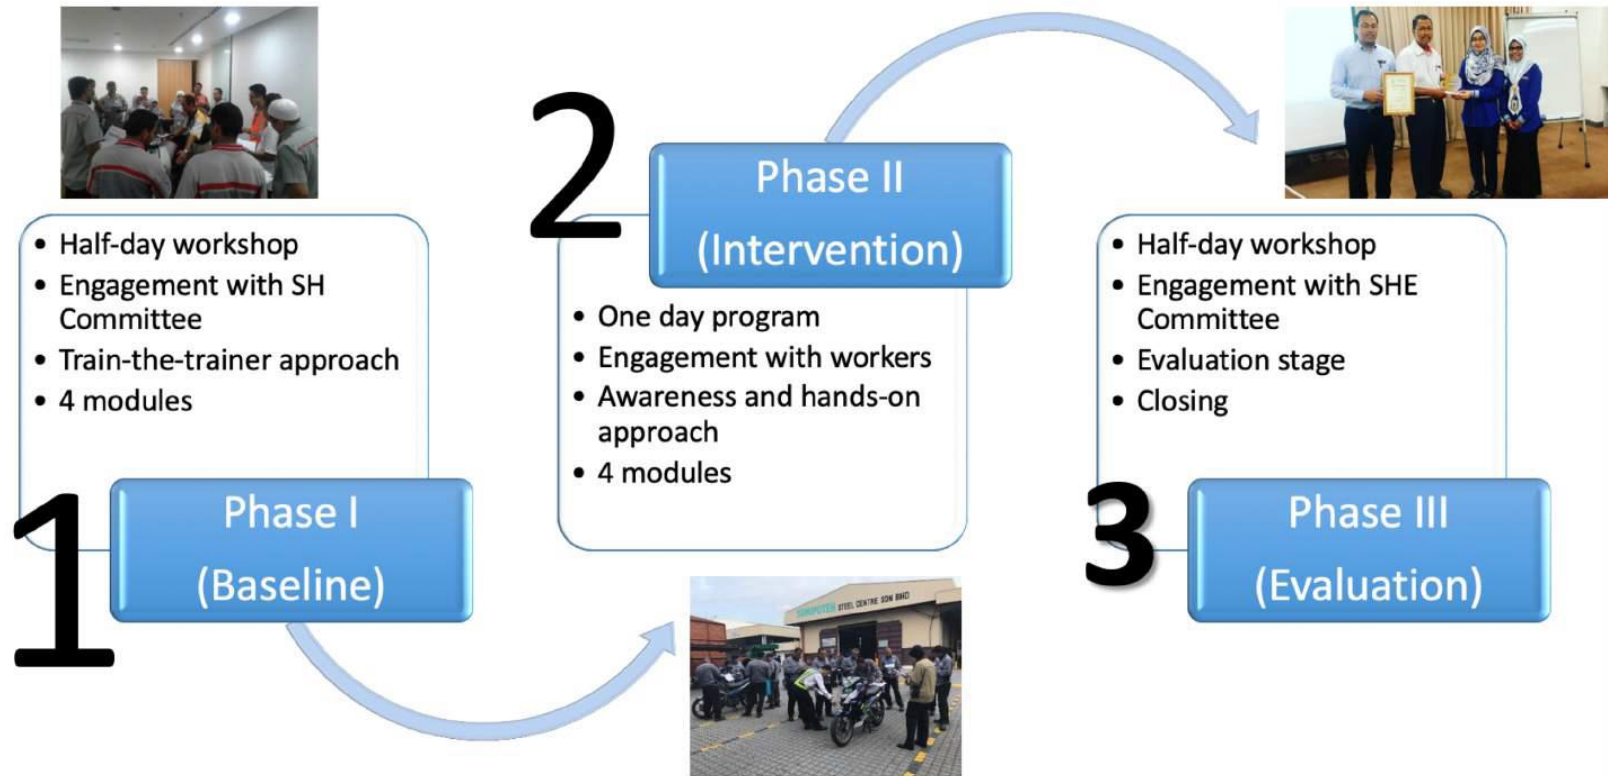 • Half-day workshop
• Engagement with SH
Committee
• Train-the-trainer approach
• 4 modules
1
Phase I
(Baseline)
2
Phase II
(Intervention)
• One day program
• Engagement with workers
• Awareness and hands-on
approach
• 4 modules
STEEL CENTRE SDN BHD
• Half-day workshop
• Engagement with SHE
Committee
• Evaluation stage
• Closing
3
Phase III
(Evaluation)